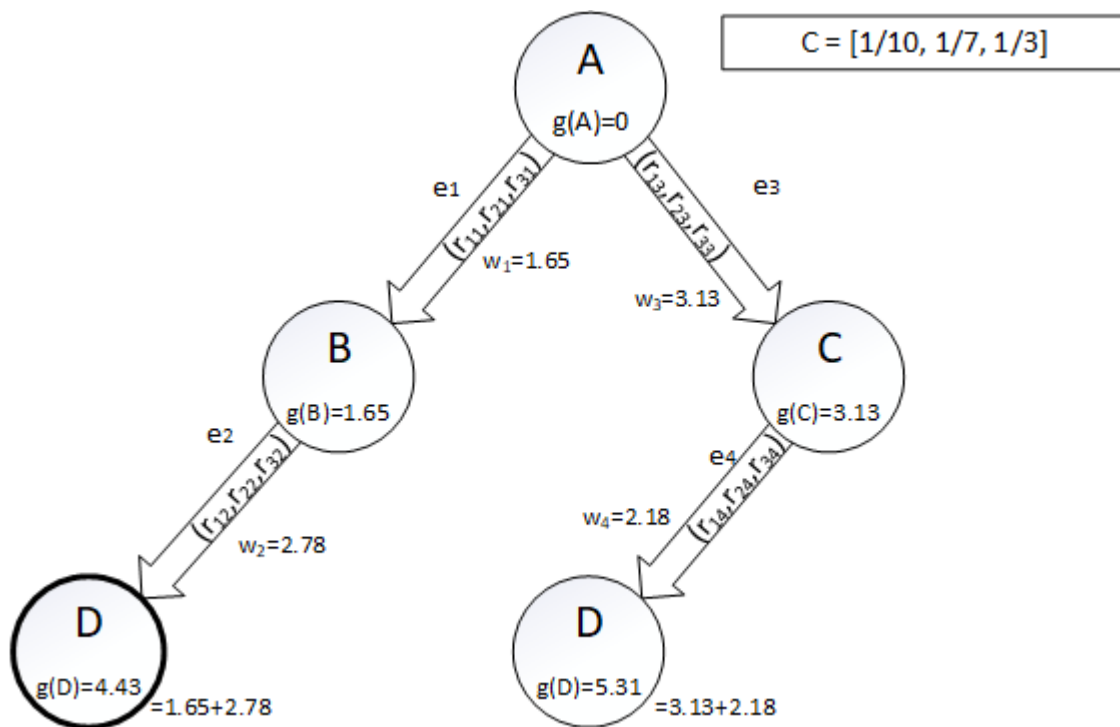 C = [1/10, 1/7, 1/3]
A
g(A)=0
e₁
(r₁₁,r₂₁,r₃₁)
w₁=1.65
e₃
(r₁₃,r₂₃,r₃₃)
w₃=3.13
B
g(B)=1.65
C
g(C)=3.13
e₂
(r₁₂,r₂₂,r₃₂)
w₂=2.78
e₄
(r₁₄,r₂₄,r₃₄)
w₄=2.18
D
g(D)=4.43
=1.65+2.78
D
g(D)=5.31
=3.13+2.18